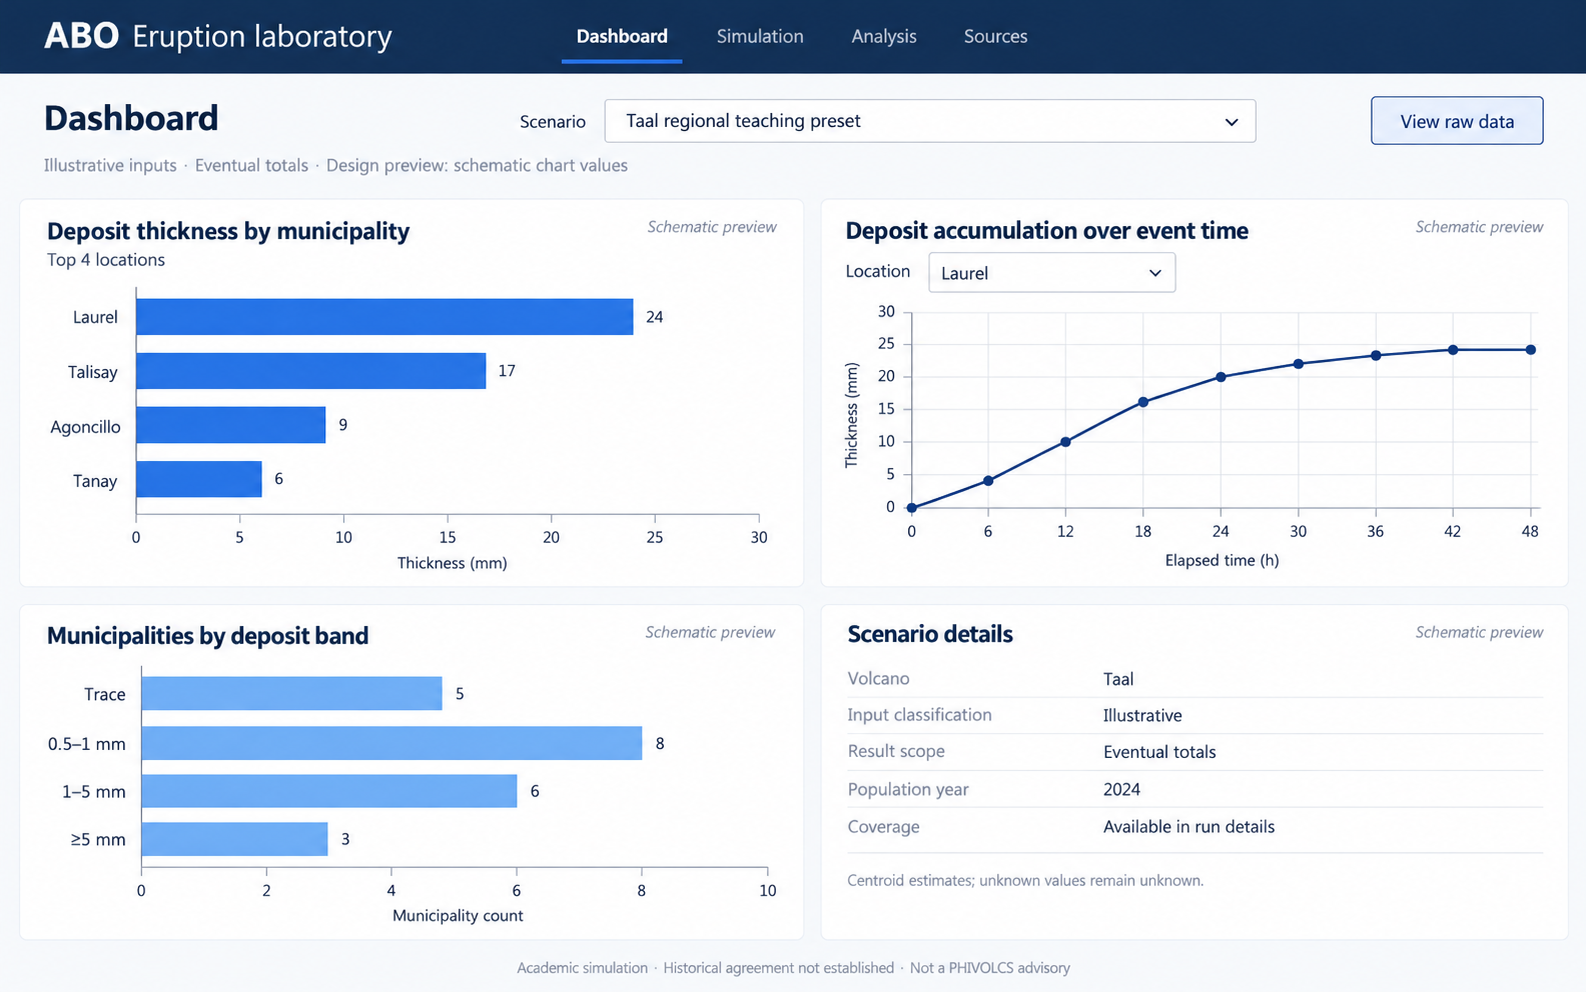 ABO Eruption laboratory
Dashboard
Simulation
Analysis
Sources
Dashboard
Scenario
Taal regional teaching preset
View raw data
Illustrative inputs · Eventual totals · Design preview: schematic chart values
Deposit thickness by municipality
Schematic preview
Top 4 locations
Laurel
24
Talisay
17
Agoncillo
9
Tanay
6
0 5 10 15 20 25 30
Thickness (mm)
Deposit accumulation over event time
Schematic preview
Location
Laurel
30
25
20
15
10
5
0
Thickness (mm)
0 6 12 18 24 30 36 42 48
Elapsed time (h)
Municipalities by deposit band
Schematic preview
Trace
5
0.5–1 mm
8
1–5 mm
6
≥5 mm
3
0 2 4 6 8 10
Municipality count
Scenario details
Schematic preview
Volcano Taal
Input classification Illustrative
Result scope Eventual totals
Population year 2024
Coverage Available in run details
Centroid estimates; unknown values remain unknown.
Academic simulation · Historical agreement not established · Not a PHIVOLCS advisory